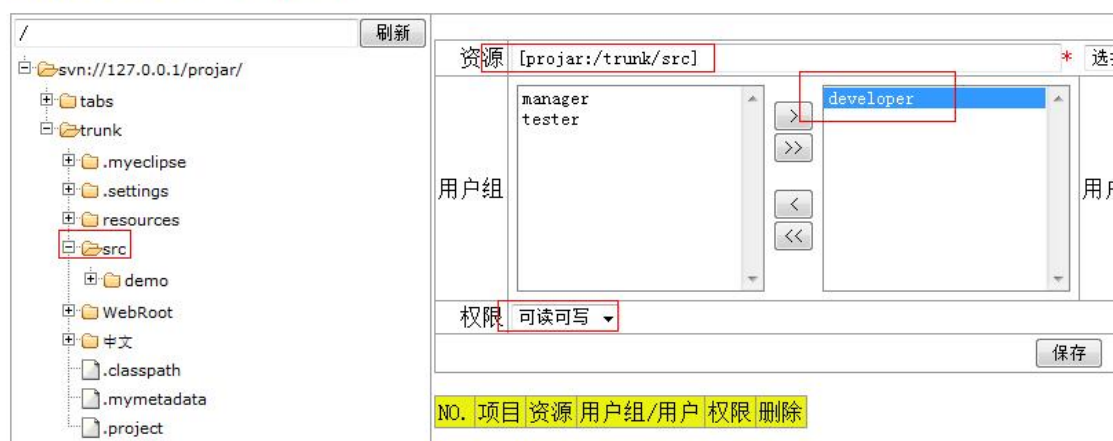 /
刷新
svn://127.0.0.1/projar/
tabs
trunk
.myeclipse
.settings
resources
src
demo
WebRoot
中文
.classpath
.mymetadata
.project
资源 [projar:/trunk/src] *
用户组
manager
tester
>
>>
<
<<
developer
权限 可读可写
保存
NO. 项目 资源 用户组/用户 权限 删除